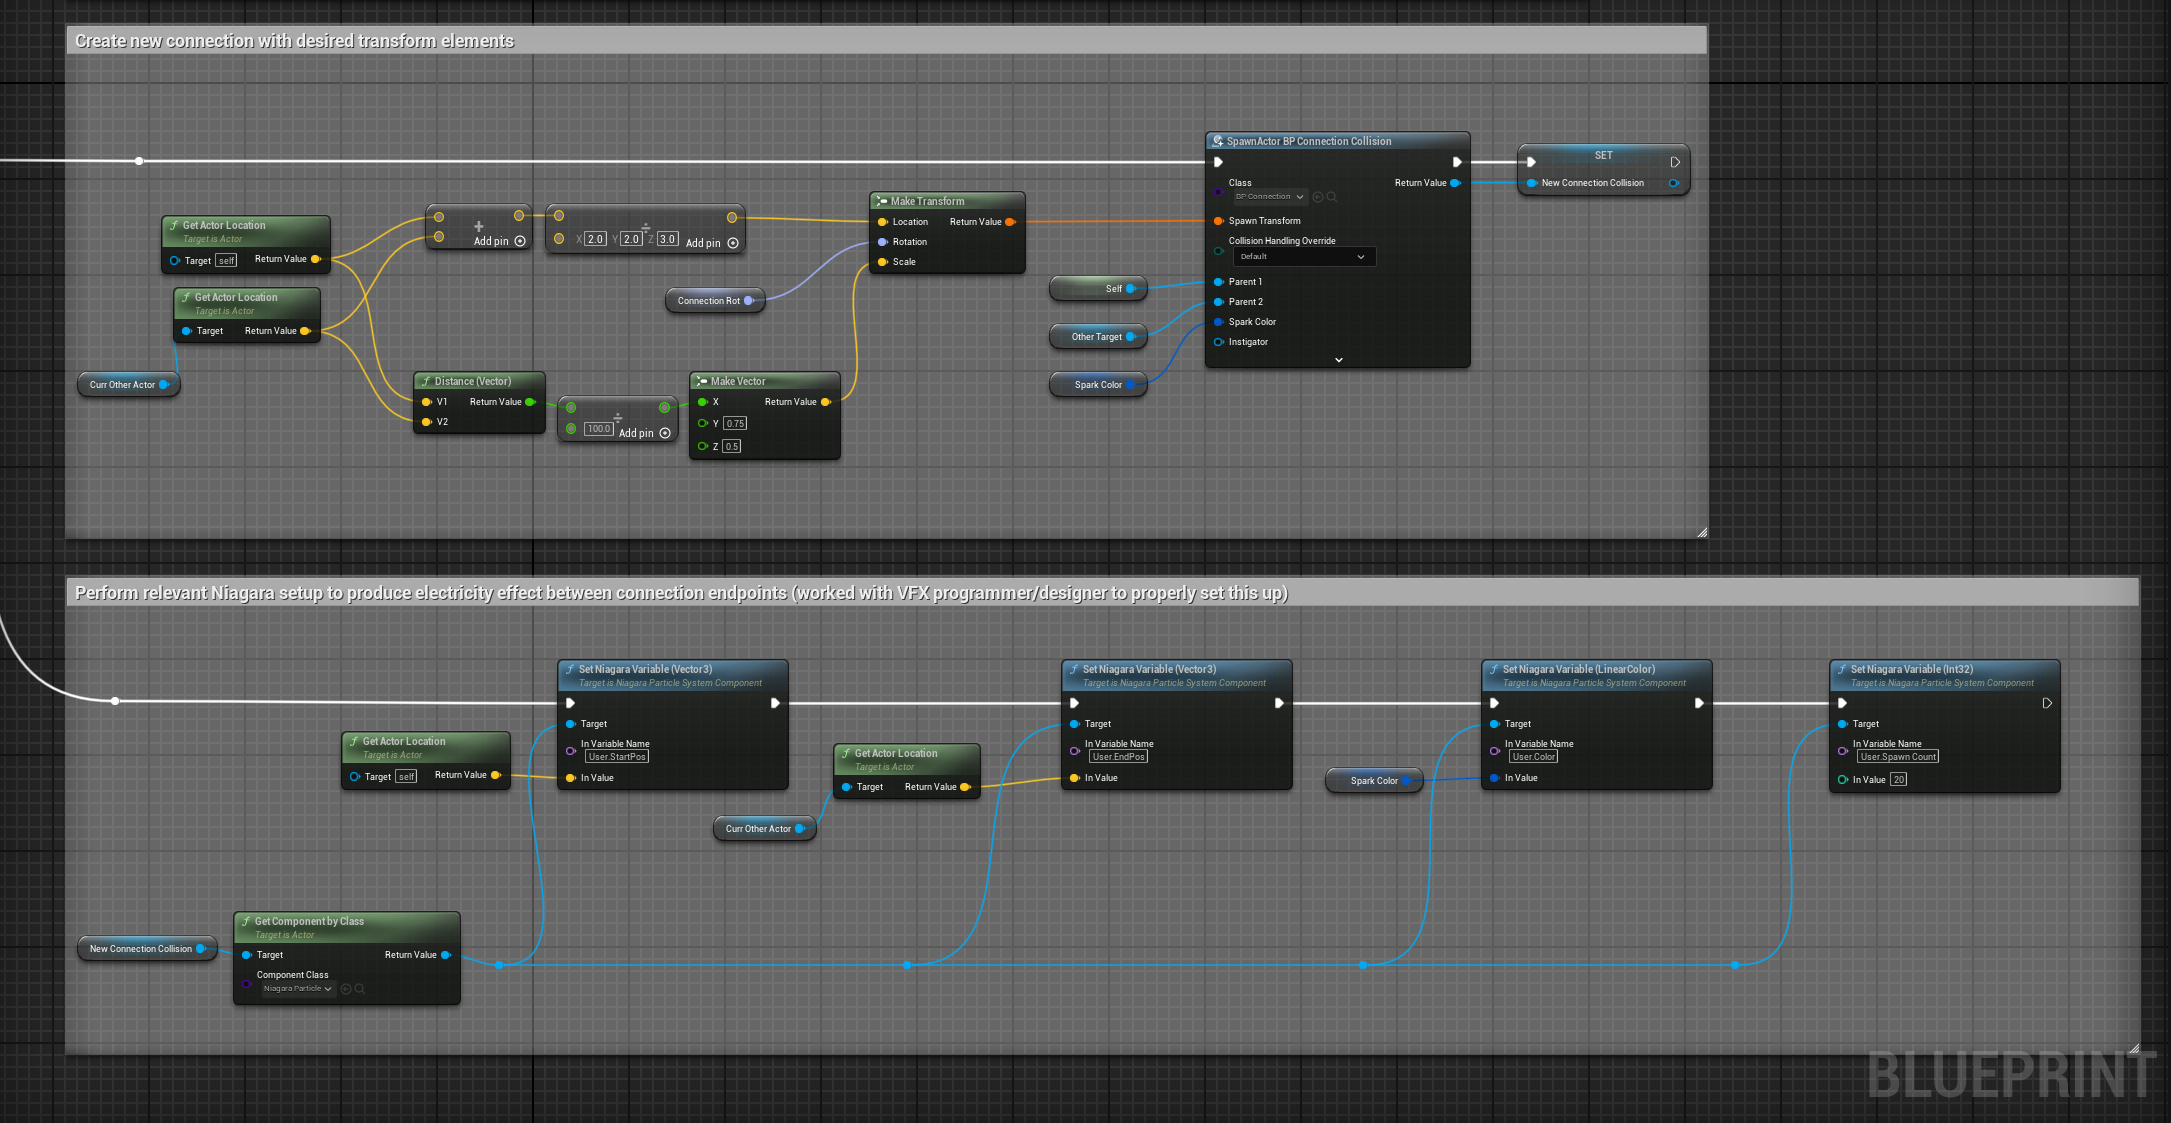 Create new connection with desired transform elements
SpawnActor BP Connection Collision
Class
BP Connection
Return Value
Spawn Transform
Collision Handling Override
Default
Parent 1
Parent 2
Spark Color
Instigator
SET
New Connection Collision
Get Actor Location
Target is Actor
Target self Return Value
Get Actor Location
Target is Actor
Target Return Value
Curr Other Actor
+
Add pin
÷
X 2.0 Y 2.0 Z 3.0 Add pin
Make Transform
Location Return Value
Rotation
Scale
Connection Rot
Self
Other Target
Spark Color
Distance (Vector)
V1 Return Value
V2
÷
100.0 Add pin
Make Vector
X Return Value
Y 0.75
Z 0.5
Perform relevant Niagara setup to produce electricity effect between connection endpoints (worked with VFX programmer/designer to properly set this up)
Set Niagara Variable (Vector3)
Target is Niagara Particle System Component
Target
In Variable Name
User.StartPos
In Value
Get Actor Location
Target is Actor
Target self Return Value
Set Niagara Variable (Vector3)
Target is Niagara Particle System Component
Target
In Variable Name
User.EndPos
In Value
Get Actor Location
Target is Actor
Target Return Value
Curr Other Actor
Set Niagara Variable (LinearColor)
Target is Niagara Particle System Component
Target
In Variable Name
User.Color
In Value
Spark Color
Set Niagara Variable (Int32)
Target is Niagara Particle System Component
Target
In Variable Name
User.Spawn Count
In Value 20
New Connection Collision
Get Component by Class
Target is Actor
Target Return Value
Component Class
Niagara Particle
BLUEPRINT